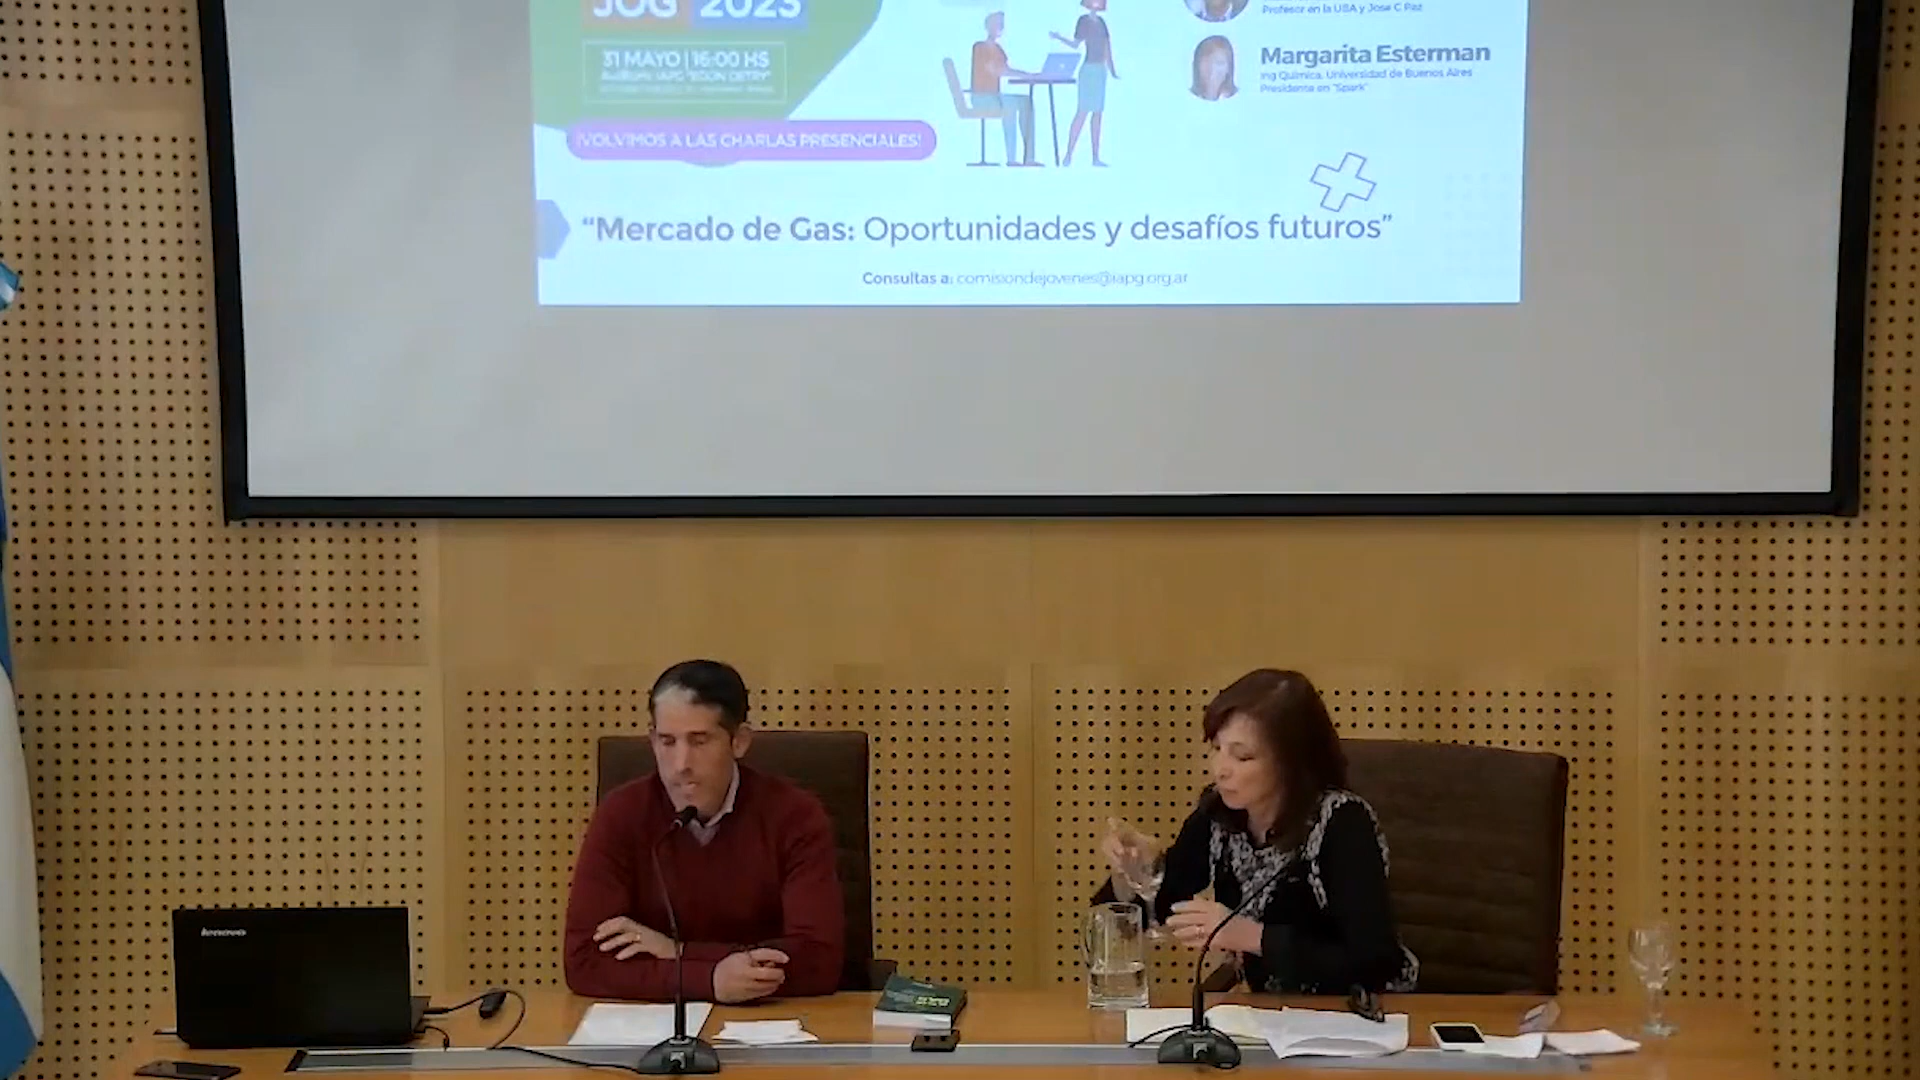 JOG 2023
31 MAYO | 16:00 HS
¡VOLVIMOS A LAS CHARLAS PRESENCIALES!
Profesor en la UBA y Jose C Paz
Margarita Esterman
Ing Química, Universidad de Buenos Aires
Presidente en "Spark"
“Mercado de Gas: Oportunidades y desafíos futuros”
Consultas a: comisiondejovenes@iapg.org.ar
lenovo